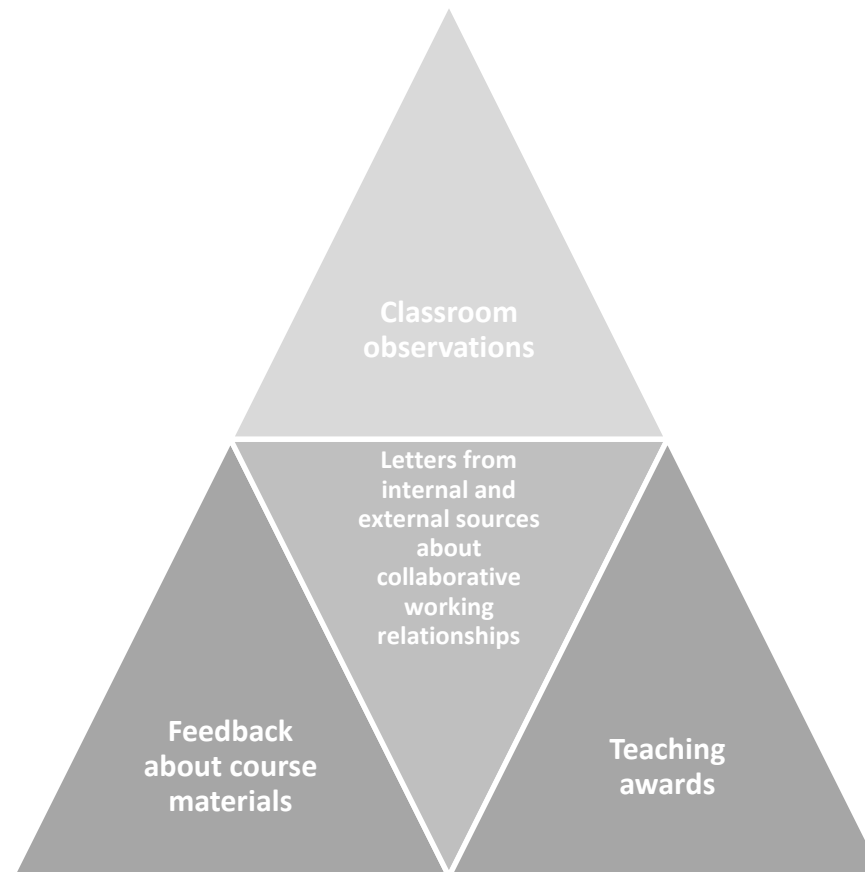 Classroom
observations
Letters from
internal and
external sources
about
collaborative
working
relationships
Feedback
about course
materials
Teaching
awards